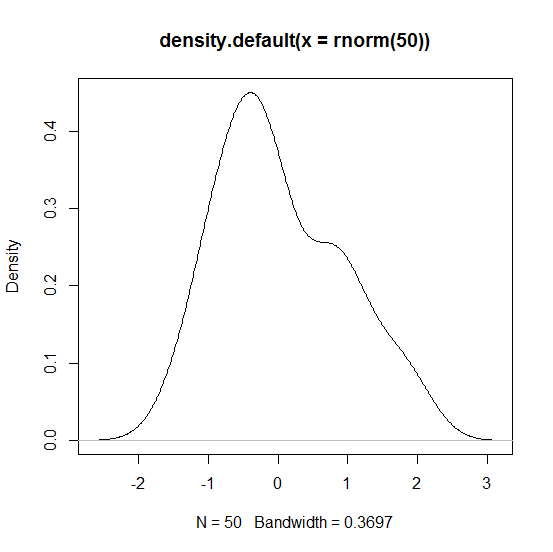 density.default(x = rnorm(50))
Density
0.4
0.3
0.2
0.1
0.0
-2 -1 0 1 2 3
N = 50 Bandwidth = 0.3697